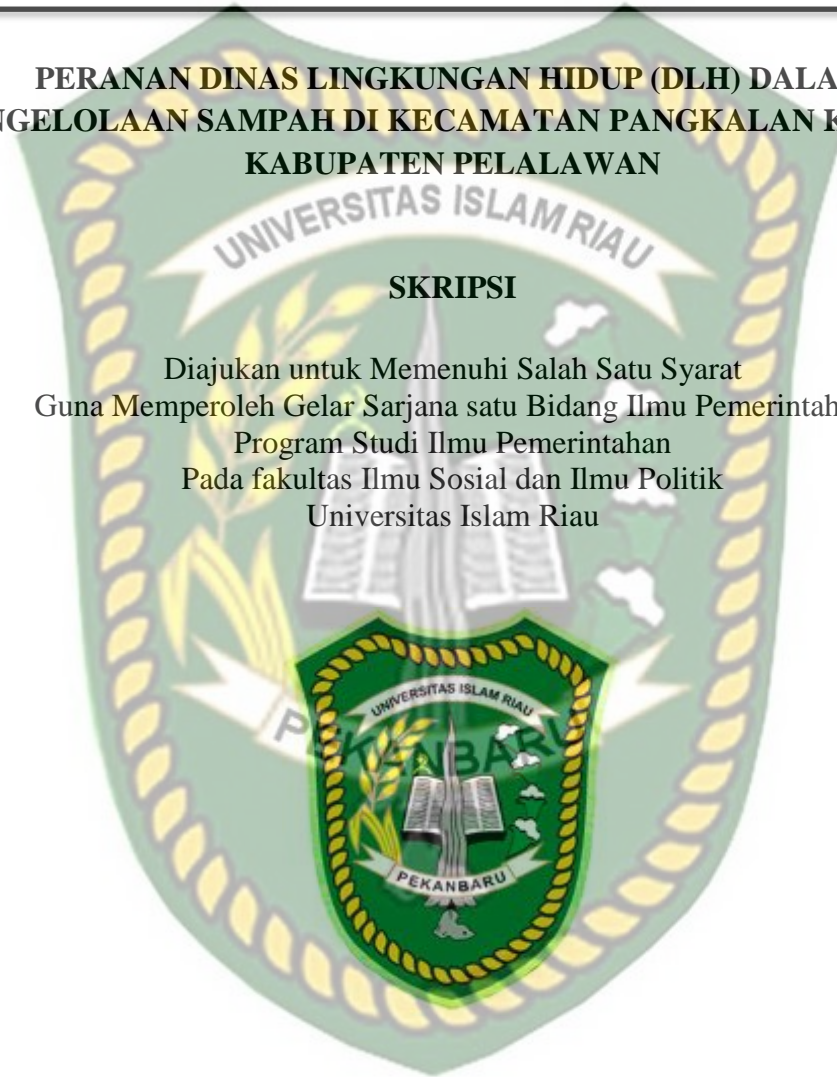 PERANAN DINAS LINGKUNGAN HIDUP (DLH) DALA
NGELOLAAN SAMPAH DI KECAMATAN PANGKALAN K
KABUPATEN PELALAWAN
UNIVERSITAS ISLAM RIAU
SKRIPSI
Diajukan untuk Memenuhi Salah Satu Syarat
Guna Memperoleh Gelar Sarjana satu Bidang Ilmu Pemerintah
Program Studi Ilmu Pemerintahan
Pada fakultas Ilmu Sosial dan Ilmu Politik
Universitas Islam Riau
UNIVERSITAS ISLAM RIAU
PEKANBARU
PEKANBARU